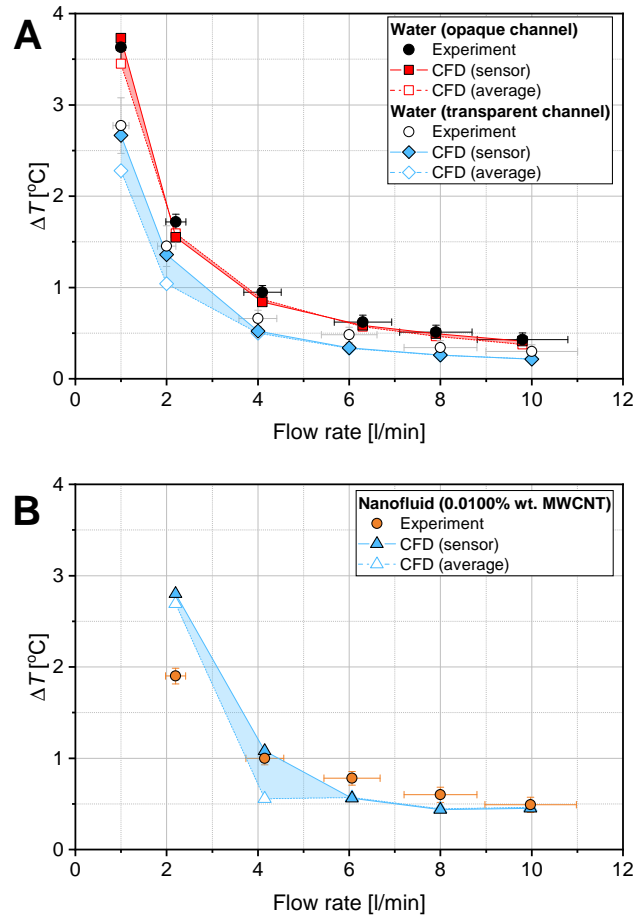 A
4
3
2
1
0
ΔT [ºC]
0 2 4 6 8 10 12
Flow rate [l/min]
Water (opaque channel)
Experiment
CFD (sensor)
CFD (average)
Water (transparent channel)
Experiment
CFD (sensor)
CFD (average)
B
4
3
2
1
0
ΔT [ºC]
0 2 4 6 8 10 12
Flow rate [l/min]
Nanofluid (0.0100% wt. MWCNT)
Experiment
CFD (sensor)
CFD (average)